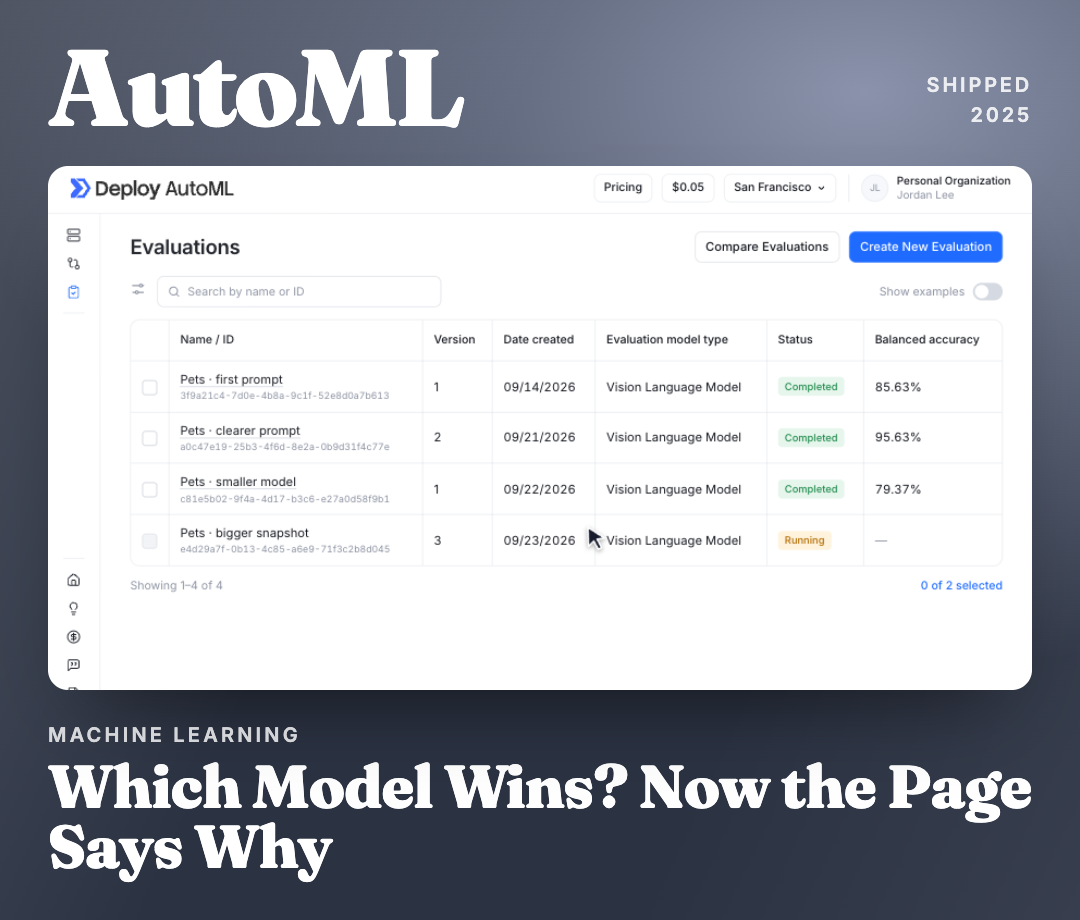 AutoML
SHIPPED
2025
Deploy AutoML
Pricing
$0.05
San Francisco
JL
Personal Organization
Jordan Lee
Evaluations
Compare Evaluations
Create New Evaluation
Search by name or ID
Show examples
Name / ID Version Date created Evaluation model type Status Balanced accuracy
Pets · first prompt
3f9a21c4-7d0e-4b8a-9c1f-52e8d0a7b613
1 09/14/2026 Vision Language Model Completed 85.63%
Pets · clearer prompt
a0c47e19-25b3-4f6d-8e2a-0b9d31f4c77e
2 09/21/2026 Vision Language Model Completed 95.63%
Pets · smaller model
c81e5b02-9f4a-4d17-b3c6-e27a0d58f9b1
1 09/22/2026 Vision Language Model Completed 79.37%
Pets · bigger snapshot
e4d29a7f-0b13-4c85-a6e9-71f3c2b8d045
3 09/23/2026 Vision Language Model Running —
Showing 1–4 of 4
0 of 2 selected
MACHINE LEARNING
Which Model Wins? Now the Page
Says Why